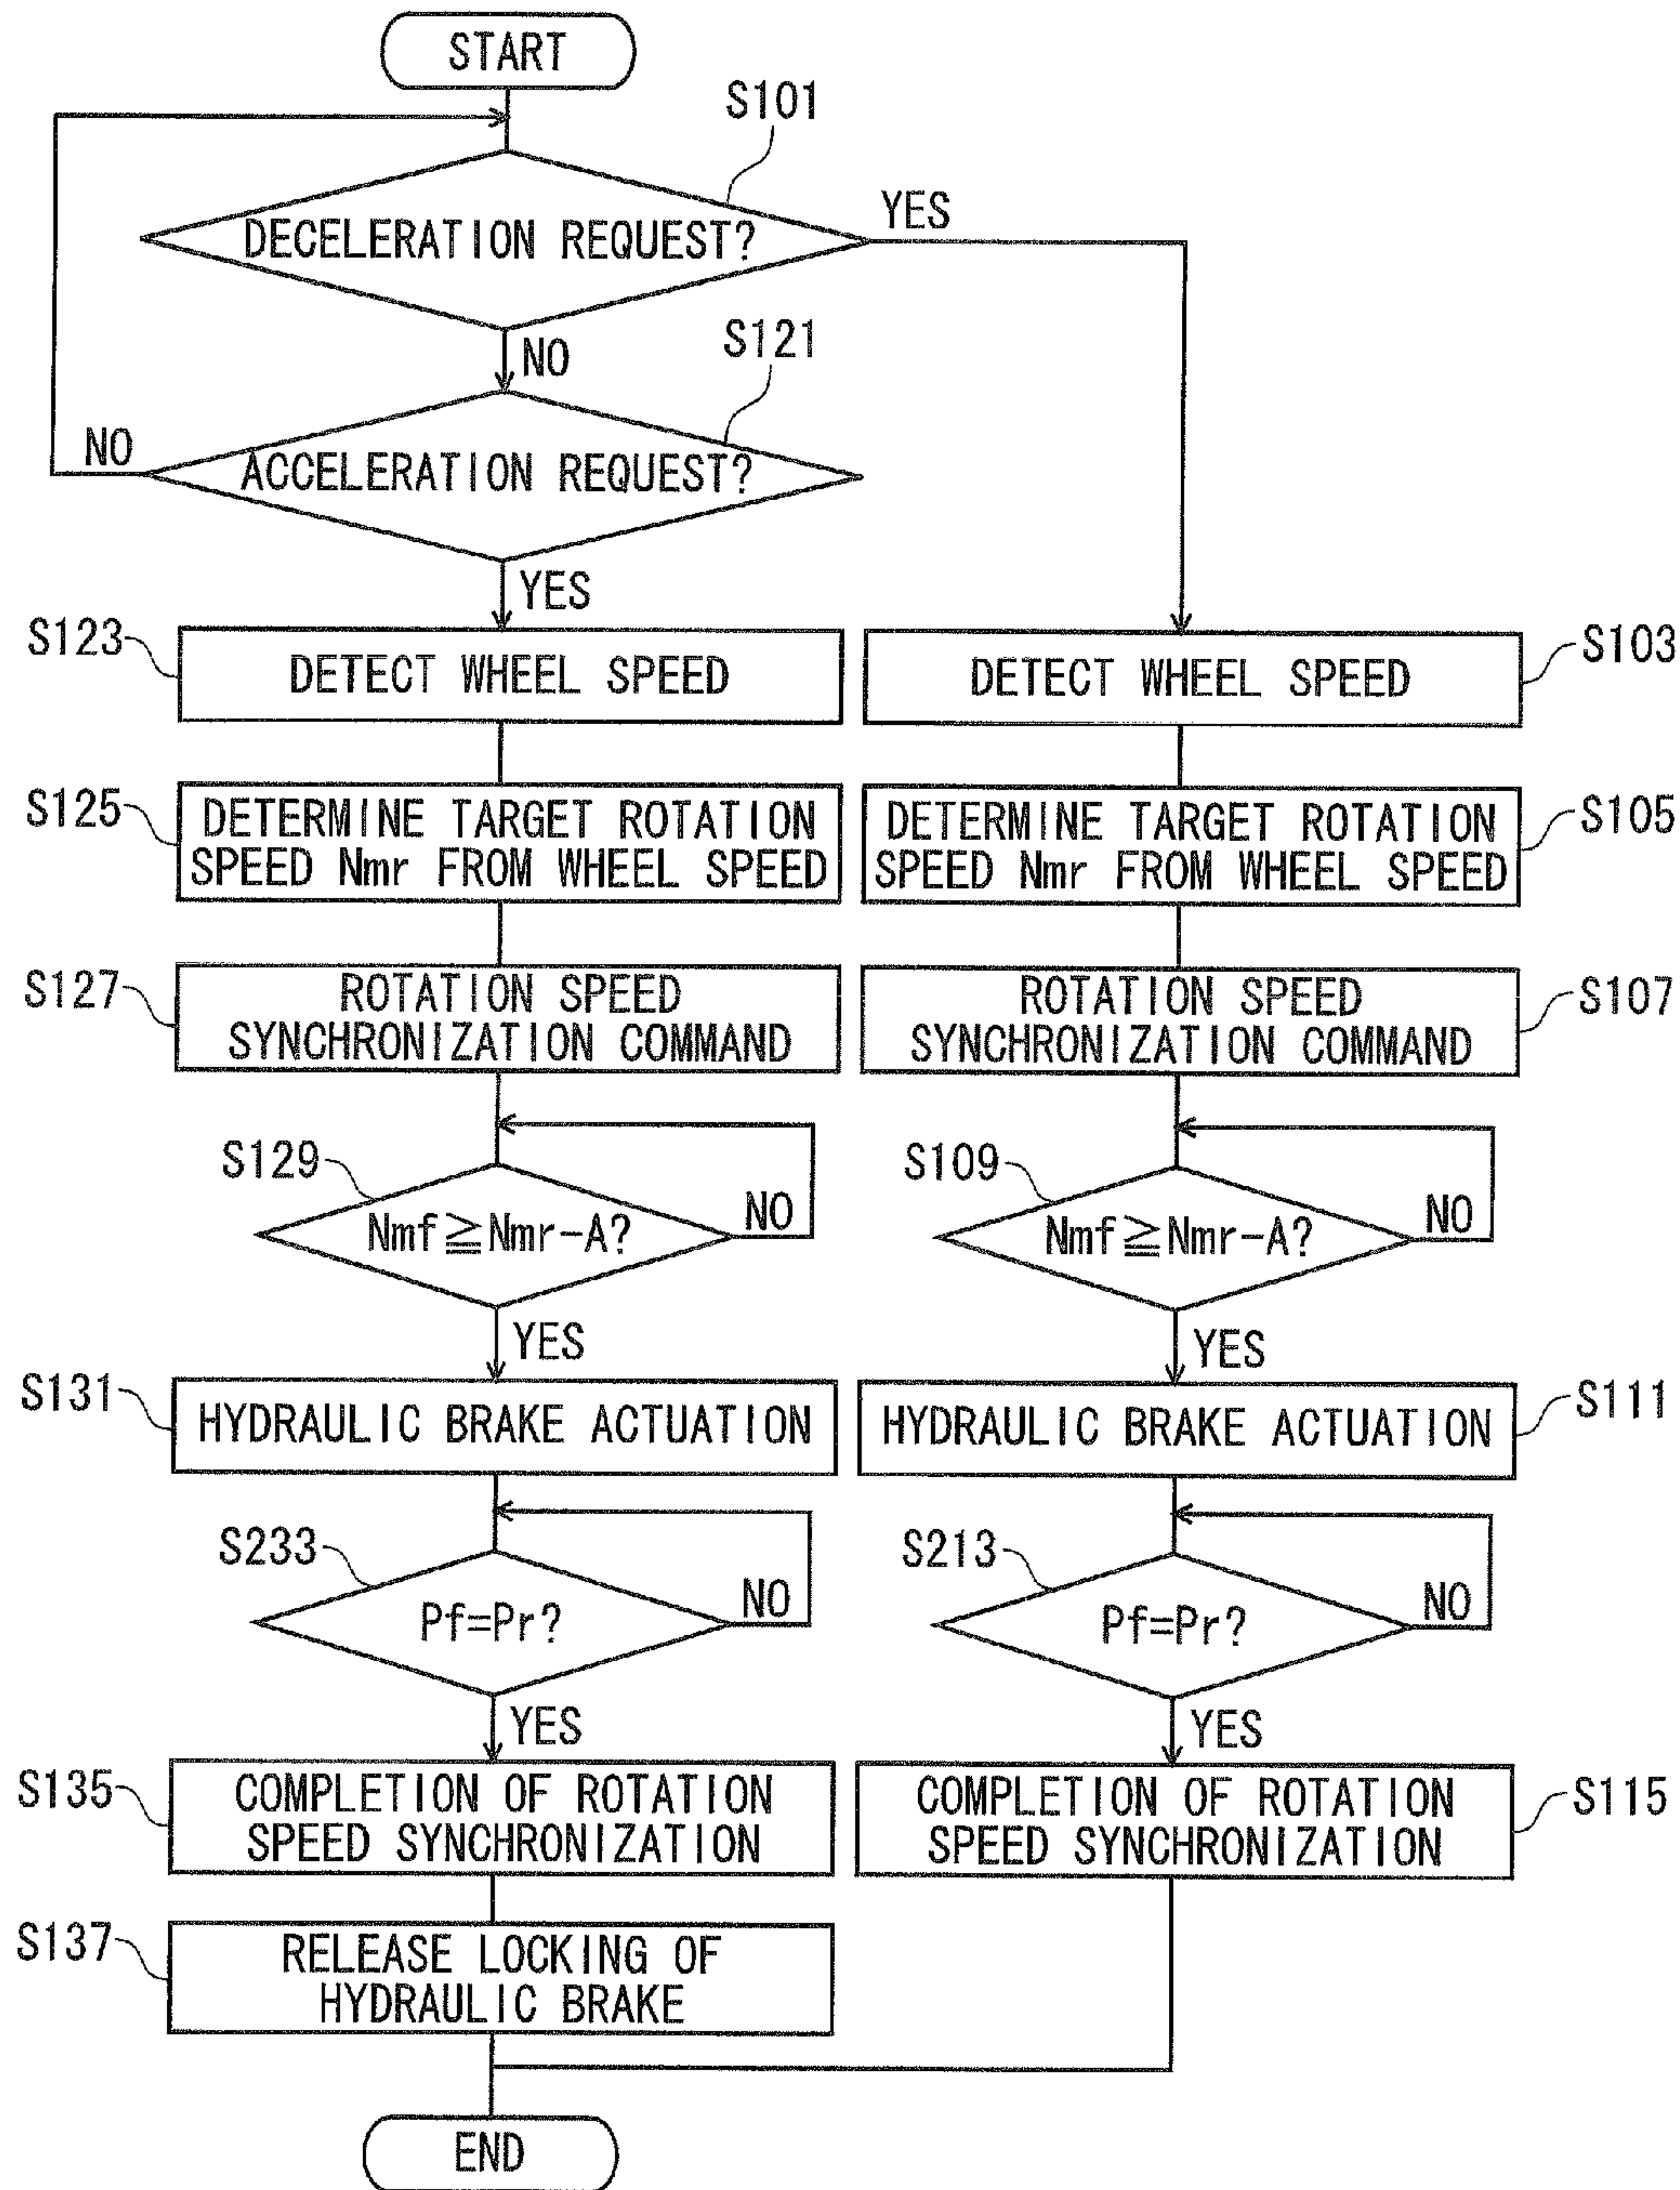 START
S101
DECELERATION REQUEST?
YES
NO
S121
NO
ACCELERATION REQUEST?
YES
S123
DETECT WHEEL SPEED
DETECT WHEEL SPEED
S103
S125
DETERMINE TARGET ROTATION
SPEED Nmr FROM WHEEL SPEED
DETERMINE TARGET ROTATION
SPEED Nmr FROM WHEEL SPEED
S105
S127
ROTATION SPEED
SYNCHRONIZATION COMMAND
ROTATION SPEED
SYNCHRONIZATION COMMAND
S107
S129
Nmf≧Nmr-A?
NO
YES
S109
Nmf≧Nmr-A?
NO
YES
S131
HYDRAULIC BRAKE ACTUATION
HYDRAULIC BRAKE ACTUATION
S111
S233
Pf=Pr?
NO
YES
S213
Pf=Pr?
NO
YES
S135
COMPLETION OF ROTATION
SPEED SYNCHRONIZATION
COMPLETION OF ROTATION
SPEED SYNCHRONIZATION
S115
S137
RELEASE LOCKING OF
HYDRAULIC BRAKE
END